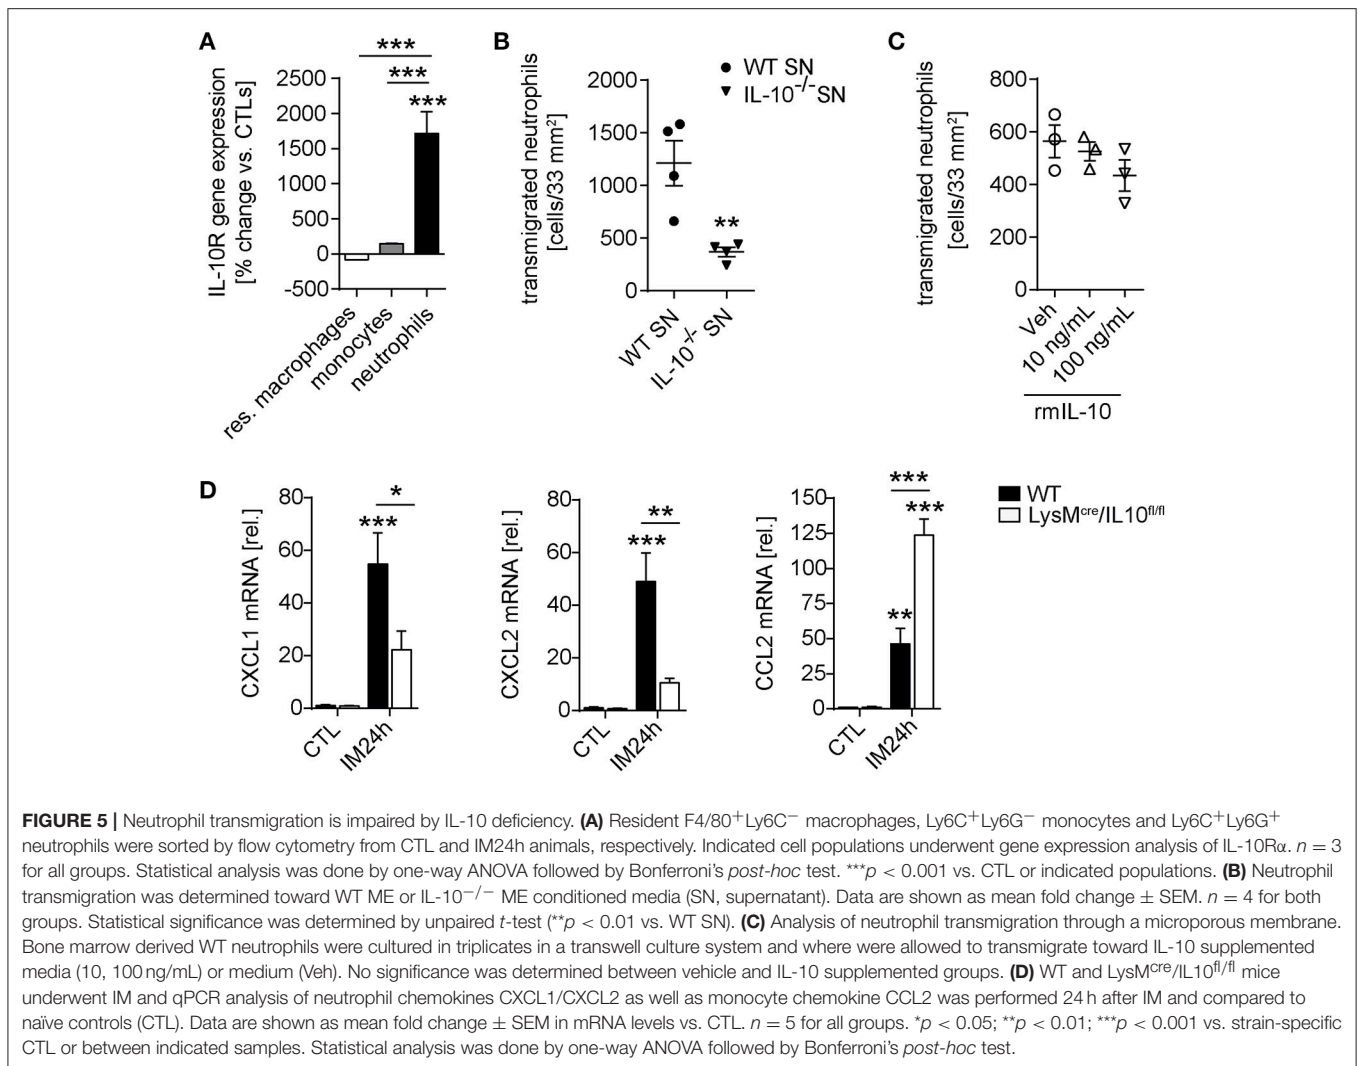 A
IL-10R gene expression
[% change vs. CTLs]
2500
2000
1500
1000
500
0
-500
***
***
***
res. macrophages
monocytes
neutrophils
B
transmigrated neutrophils
[cells/33 mm²]
2000
1500
1000
500
0
WT SN
IL-10⁻/⁻SN
**
WT SN
IL-10⁻/⁻ SN
C
transmigrated neutrophils
[cells/33 mm²]
800
600
400
200
0
Veh
10 ng/mL
100 ng/mL
rmIL-10
D
CXCL1 mRNA [rel.]
80
60
40
20
0
*
***
CTL
IM24h
CXCL2 mRNA [rel.]
80
60
40
20
0
**
***
CTL
IM24h
CCL2 mRNA [rel.]
150
125
100
75
50
25
0
***
***
**
CTL
IM24h
WT
LysMᶜʳᵉ/IL10ᶠˡ/ᶠˡ
FIGURE 5 | Neutrophil transmigration is impaired by IL-10 deficiency. (A) Resident F4/80⁺Ly6C⁻ macrophages, Ly6C⁺Ly6G⁻ monocytes and Ly6C⁺Ly6G⁺
neutrophils were sorted by flow cytometry from CTL and IM24h animals, respectively. Indicated cell populations underwent gene expression analysis of IL-10Rα. n = 3
for all groups. Statistical analysis was done by one-way ANOVA followed by Bonferroni's post-hoc test. ***p < 0.001 vs. CTL or indicated populations. (B) Neutrophil
transmigration was determined toward WT ME or IL-10⁻/⁻ ME conditioned media (SN, supernatant). Data are shown as mean fold change ± SEM. n = 4 for both
groups. Statistical significance was determined by unpaired t-test (**p < 0.01 vs. WT SN). (C) Analysis of neutrophil transmigration through a microporous membrane.
Bone marrow derived WT neutrophils were cultured in triplicates in a transwell culture system and where were allowed to transmigrate toward IL-10 supplemented
media (10, 100 ng/mL) or medium (Veh). No significance was determined between vehicle and IL-10 supplemented groups. (D) WT and LysMᶜʳᵉ/IL10ᶠˡ/ᶠˡ mice
underwent IM and qPCR analysis of neutrophil chemokines CXCL1/CXCL2 as well as monocyte chemokine CCL2 was performed 24 h after IM and compared to
naïve controls (CTL). Data are shown as mean fold change ± SEM in mRNA levels vs. CTL. n = 5 for all groups. *p < 0.05; **p < 0.01; ***p < 0.001 vs. strain-specific
CTL or between indicated samples. Statistical analysis was done by one-way ANOVA followed by Bonferroni's post-hoc test.